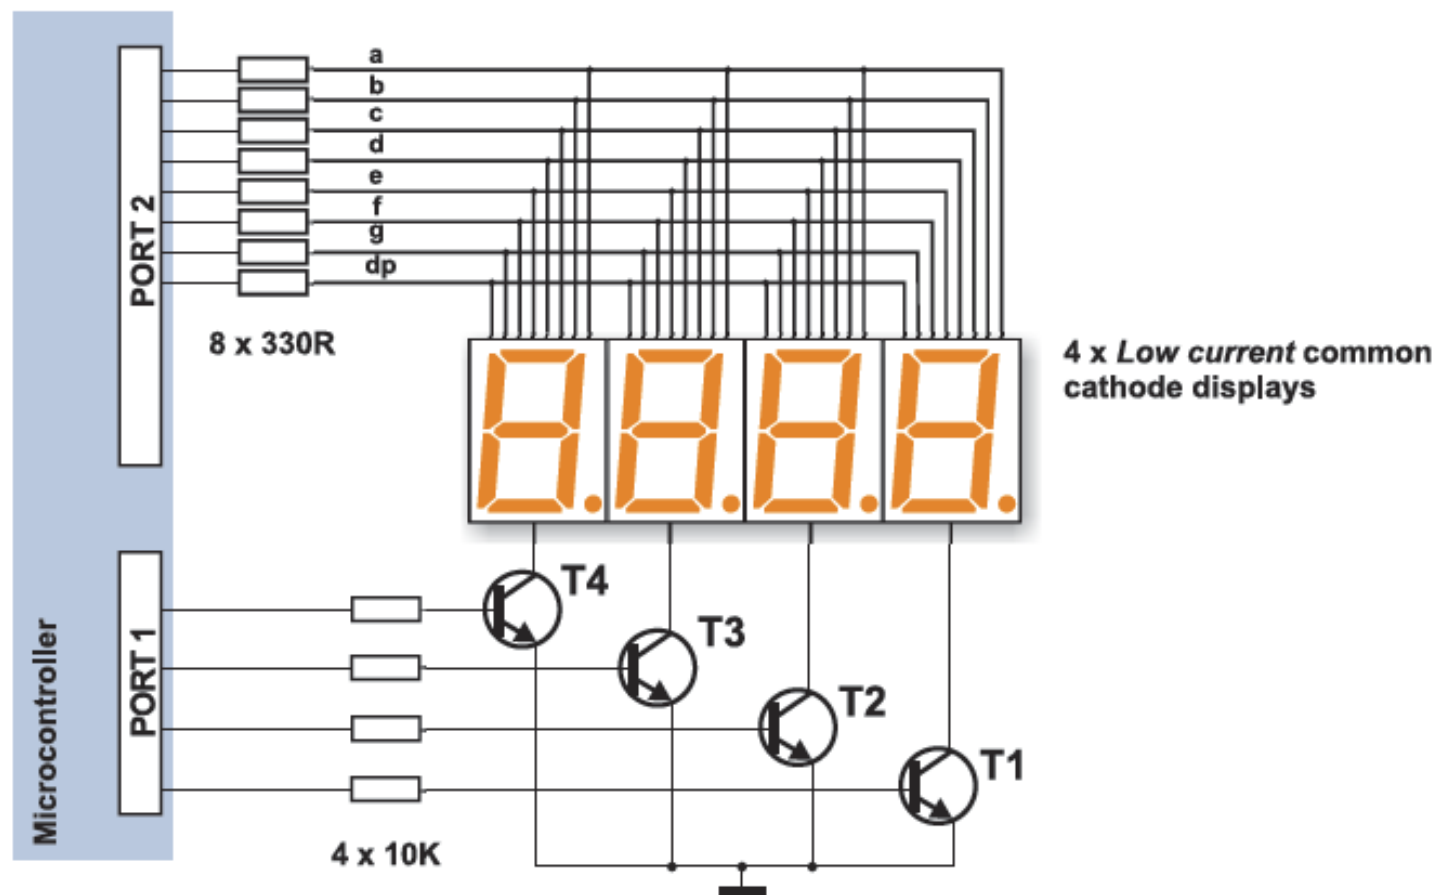 a
b
c
d
e
f
g
dp
PORT 2
8 x 330R
4 x Low current common
cathode displays
T4
T3
T2
T1
PORT 1
Microcontroller
4 x 10K